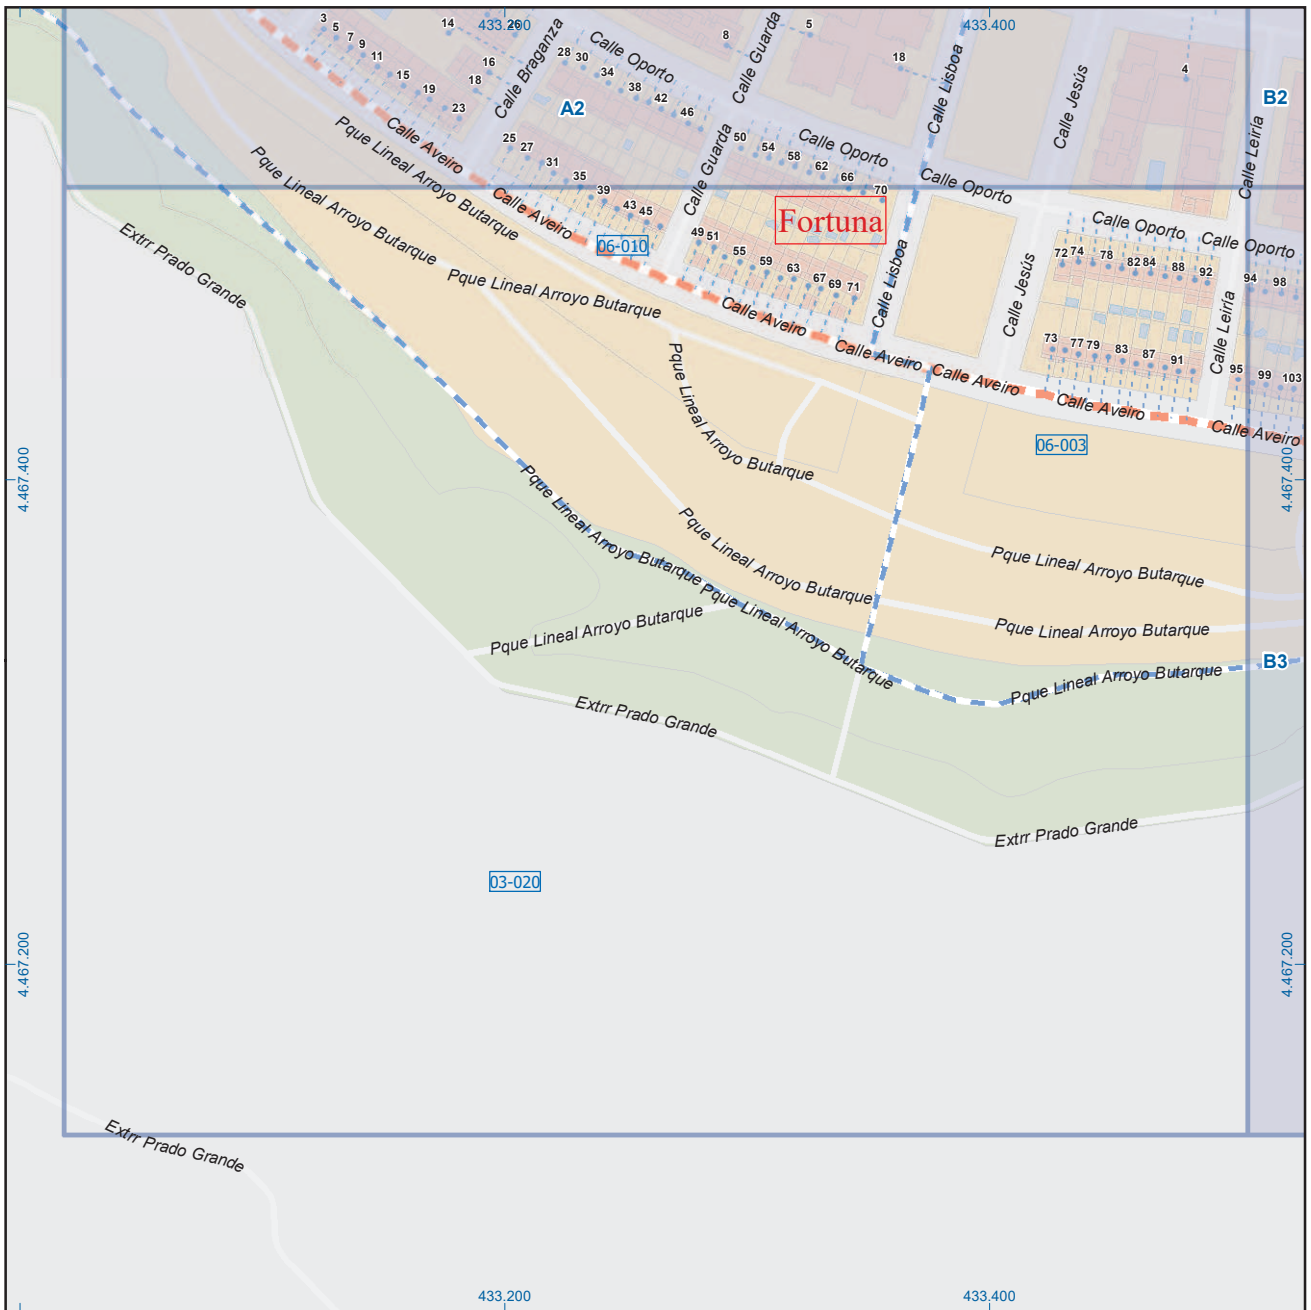 433.200
433.400
3
5
7
9
11
15
19
23
14
16
18
26
28
30
34
38
42
46
8
5
18
4
Calle Braganza
Calle Oporto
Calle Guarda
Calle Lisboa
Calle Jesús
Calle Leiría
A2
B2
25
27
31
35
39
43
45
50
54
58
62
66
70
Calle Oporto
Calle Guarda
Calle Oporto
Calle Oporto
Calle Oporto
Calle Aveiro
Calle Aveiro
Pque Lineal Arroyo Butarque
Pque Lineal Arroyo Butarque
Pque Lineal Arroyo Butarque
Extrr Prado Grande
Fortuna
06-010
49
51
55
59
63
67
69
71
72
74
78
82
84
88
92
94
98
Calle Lisboa
Calle Jesús
Calle Leiría
73
77
79
83
87
91
95
99
103
Calle Aveiro
Calle Aveiro
Calle Aveiro
Calle Aveiro
Calle Aveiro
06-003
Pque Lineal Arroyo Butarque
4.467.400
4.467.400
Pque Lineal Arroyo Butarque
Pque Lineal Arroyo Butarque
Pque Lineal Arroyo Butarque
Pque Lineal Arroyo Butarque
Pque Lineal Arroyo Butarque
Pque Lineal Arroyo Butarque
Pque Lineal Arroyo Butarque
B3
Extrr Prado Grande
Extrr Prado Grande
03-020
4.467.200
4.467.200
Extrr Prado Grande
433.200
433.400